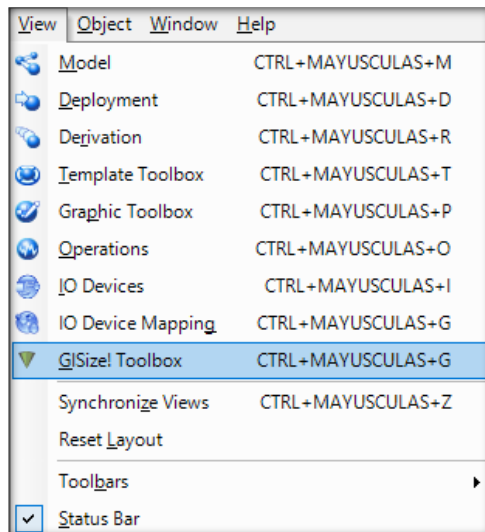 View Object Window Help
Model CTRL+MAYUSCULAS+M
Deployment CTRL+MAYUSCULAS+D
Derivation CTRL+MAYUSCULAS+R
Template Toolbox CTRL+MAYUSCULAS+T
Graphic Toolbox CTRL+MAYUSCULAS+P
Operations CTRL+MAYUSCULAS+O
IO Devices CTRL+MAYUSCULAS+I
IO Device Mapping CTRL+MAYUSCULAS+G
GISize! Toolbox CTRL+MAYUSCULAS+G
Synchronize Views CTRL+MAYUSCULAS+Z
Reset Layout
Toolbars
Status Bar